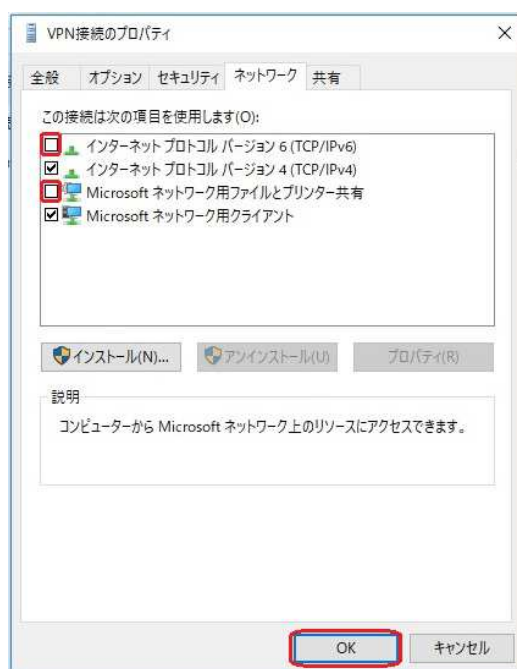 VPN接続のプロパティ
全般 オプション セキュリティ ネットワーク 共有
この接続は次の項目を使用します(O):
インターネット プロトコル バージョン 6 (TCP/IPv6)
インターネット プロトコル バージョン 4 (TCP/IPv4)
Microsoft ネットワーク用ファイルとプリンター共有
Microsoft ネットワーク用クライアント
インストール(N)... アンインストール(U) プロパティ(R)
説明
コンピューターから Microsoft ネットワーク上のリソースにアクセスできます。
OK キャンセル